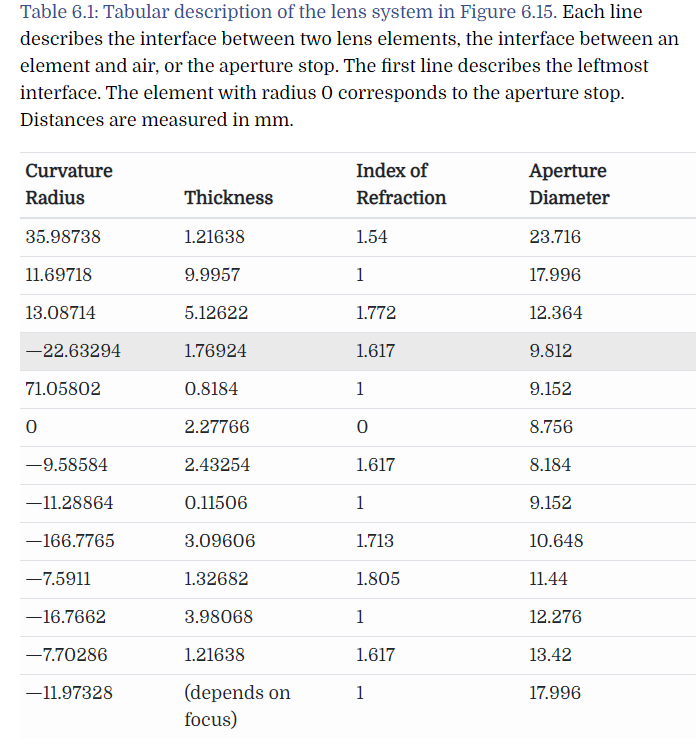 Table 6.1: Tabular description of the lens system in Figure 6.15. Each line
describes the interface between two lens elements, the interface between an
element and air, or the aperture stop. The first line describes the leftmost
interface. The element with radius 0 corresponds to the aperture stop.
Distances are measured in mm.
Curvature Radius Thickness Index of Refraction Aperture Diameter
35.98738 1.21638 1.54 23.716
11.69718 9.9957 1 17.996
13.08714 5.12622 1.772 12.364
—22.63294 1.76924 1.617 9.812
71.05802 0.8184 1 9.152
0 2.27766 0 8.756
—9.58584 2.43254 1.617 8.184
—11.28864 0.11506 1 9.152
—166.7765 3.09606 1.713 10.648
—7.5911 1.32682 1.805 11.44
—16.7662 3.98068 1 12.276
—7.70286 1.21638 1.617 13.42
—11.97328 (depends on focus) 1 17.996